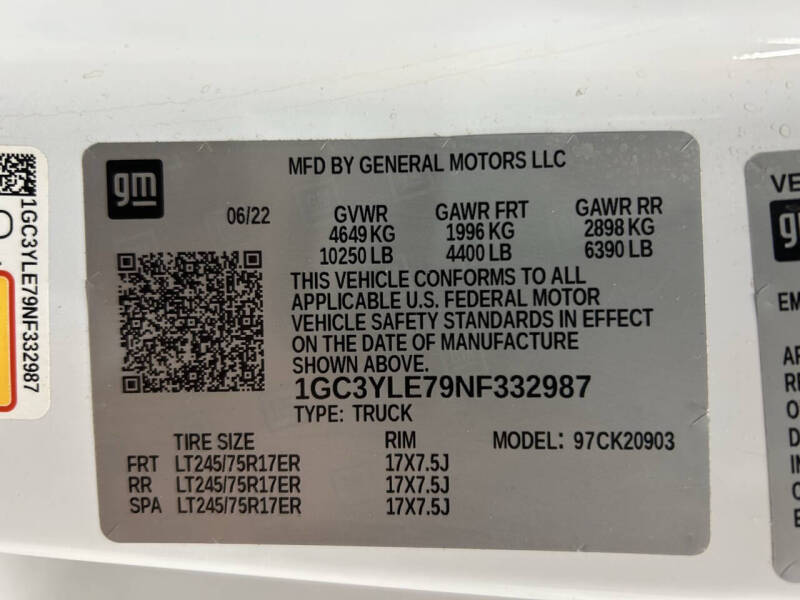 1GC3YLE79NF332987
gm
MFD BY GENERAL MOTORS LLC
06/22
GVWR GAWR FRT GAWR RR
4649 KG 1996 KG 2898 KG
10250 LB 4400 LB 6390 LB
THIS VEHICLE CONFORMS TO ALL
APPLICABLE U.S. FEDERAL MOTOR
VEHICLE SAFETY STANDARDS IN EFFECT
ON THE DATE OF MANUFACTURE
SHOWN ABOVE.
1GC3YLE79NF332987
TYPE: TRUCK
TIRE SIZE RIM MODEL: 97CK20903
FRT LT245/75R17ER 17X7.5J
RR LT245/75R17ER 17X7.5J
SPA LT245/75R17ER 17X7.5J